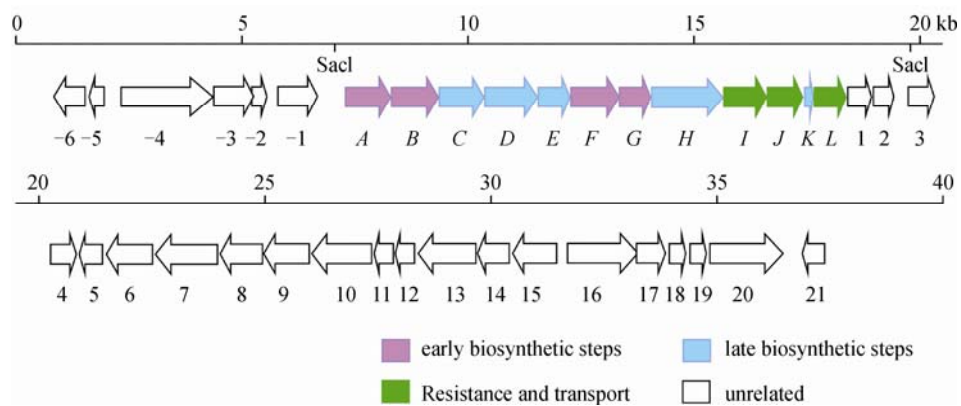 0 5 10 15 20 kb
SacI SacI
−6 −5 −4 −3 −2 −1 A B C D E F G H I J K L 1 2 3
20 25 30 35 40
4 5 6 7 8 9 10 11 12 13 14 15 16 17 18 19 20 21
early biosynthetic steps late biosynthetic steps
Resistance and transport unrelated